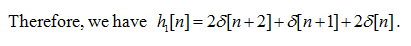 Therefore, we have h₁[n] = 2δ[n+2]+δ[n+1]+2δ[n].